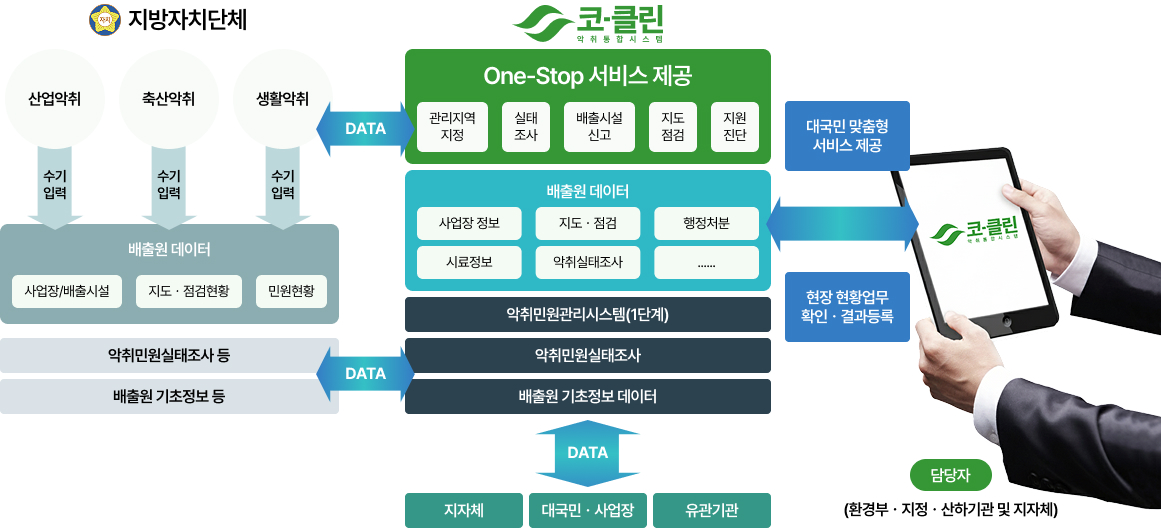 자치
지방자치단체
코·클린
악취통합시스템
산업악취
축산악취
생활악취
수기
입력
수기
입력
수기
입력
배출원 데이터
사업장/배출시설
지도ㆍ점검현황
민원현황
악취민원실태조사 등
배출원 기초정보 등
DATA
DATA
One-Stop 서비스 제공
관리지역
지정
실태
조사
배출시설
신고
지도
점검
지원
진단
배출원 데이터
사업장 정보
지도ㆍ점검
행정처분
시료정보
악취실태조사
......
악취민원관리시스템(1단계)
악취민원실태조사
배출원 기초정보 데이터
DATA
지자체
대국민ㆍ사업장
유관기관
대국민 맞춤형
서비스 제공
현장 현황업무
확인ㆍ결과등록
코·클린
악취통합시스템
담당자
(환경부ㆍ지정ㆍ산하기관 및 지자체)